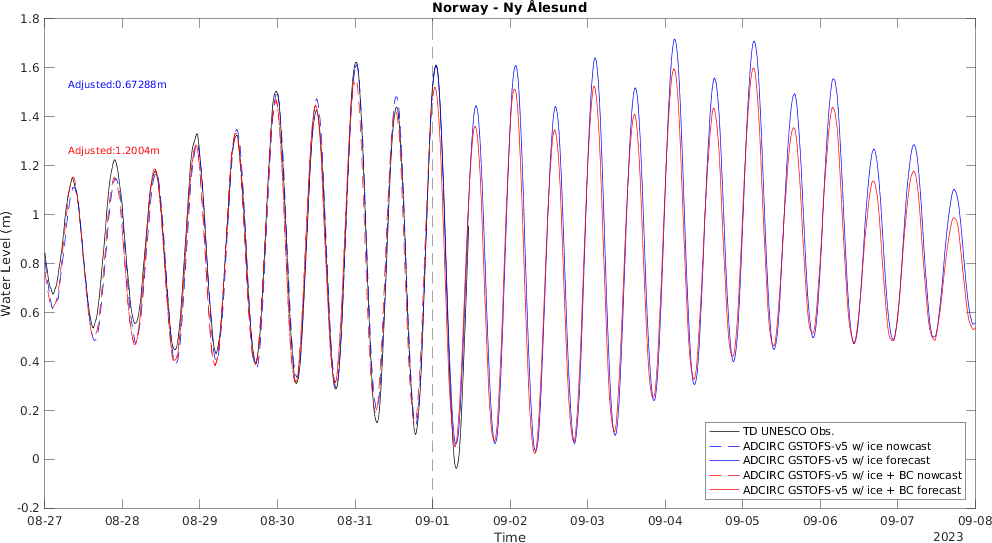 Norway - Ny Ålesund
1.8
1.6
1.4
1.2
1
0.8
0.6
0.4
0.2
0
-0.2
Water Level (m)
Adjusted:0.67288m
Adjusted:1.2004m
TD UNESCO Obs.
ADCIRC GSTOFS-v5 w/ ice nowcast
ADCIRC GSTOFS-v5 w/ ice forecast
ADCIRC GSTOFS-v5 w/ ice + BC nowcast
ADCIRC GSTOFS-v5 w/ ice + BC forecast
08-27 08-28 08-29 08-30 08-31 09-01 09-02 09-03 09-04 09-05 09-06 09-07 09-08
Time
2023